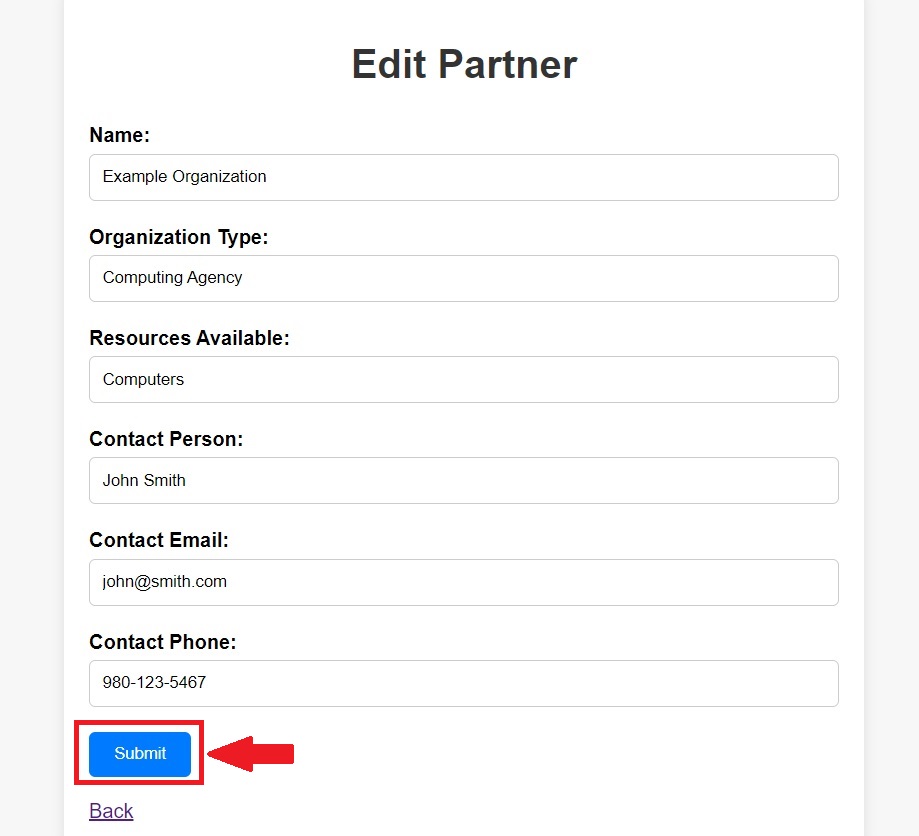 Edit Partner
Name:
Example Organization
Organization Type:
Computing Agency
Resources Available:
Computers
Contact Person:
John Smith
Contact Email:
john@smith.com
Contact Phone:
980-123-5467
Submit
Back